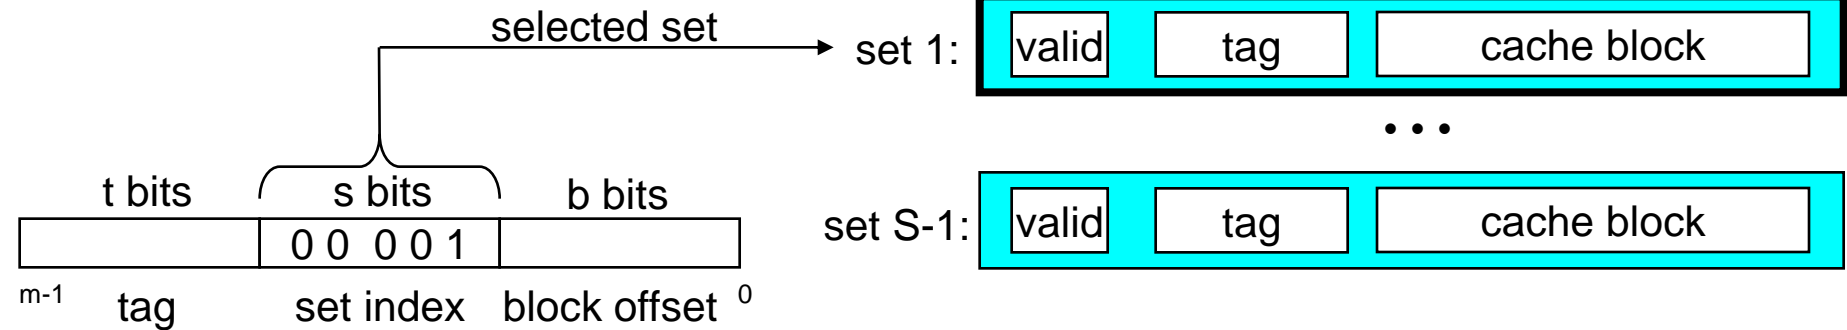 selected set
set 1: valid tag cache block
• • •
t bits s bits b bits
set S-1: valid tag cache block
0 0 0 0 1
m-1 tag set index block offset 0